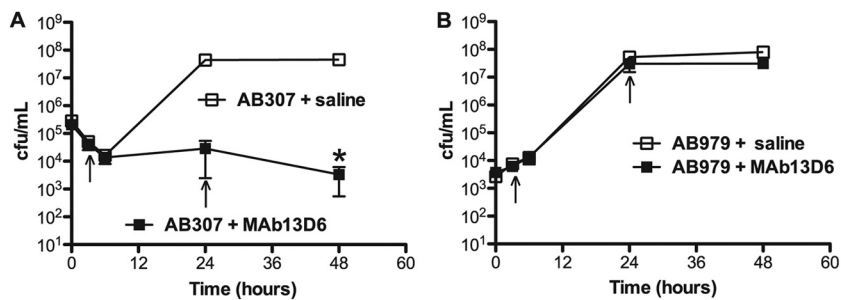 A
cfu/mL
10⁹
10⁸
10⁷
10⁶
10⁵
10⁴
10³
10²
10¹
AB307 + saline
*
AB307 + MAb13D6
0 12 24 36 48 60
Time (hours)
B
cfu/mL
10⁹
10⁸
10⁷
10⁶
10⁵
10⁴
10³
10²
10¹
AB979 + saline
AB979 + MAb13D6
0 12 24 36 48 60
Time (hours)